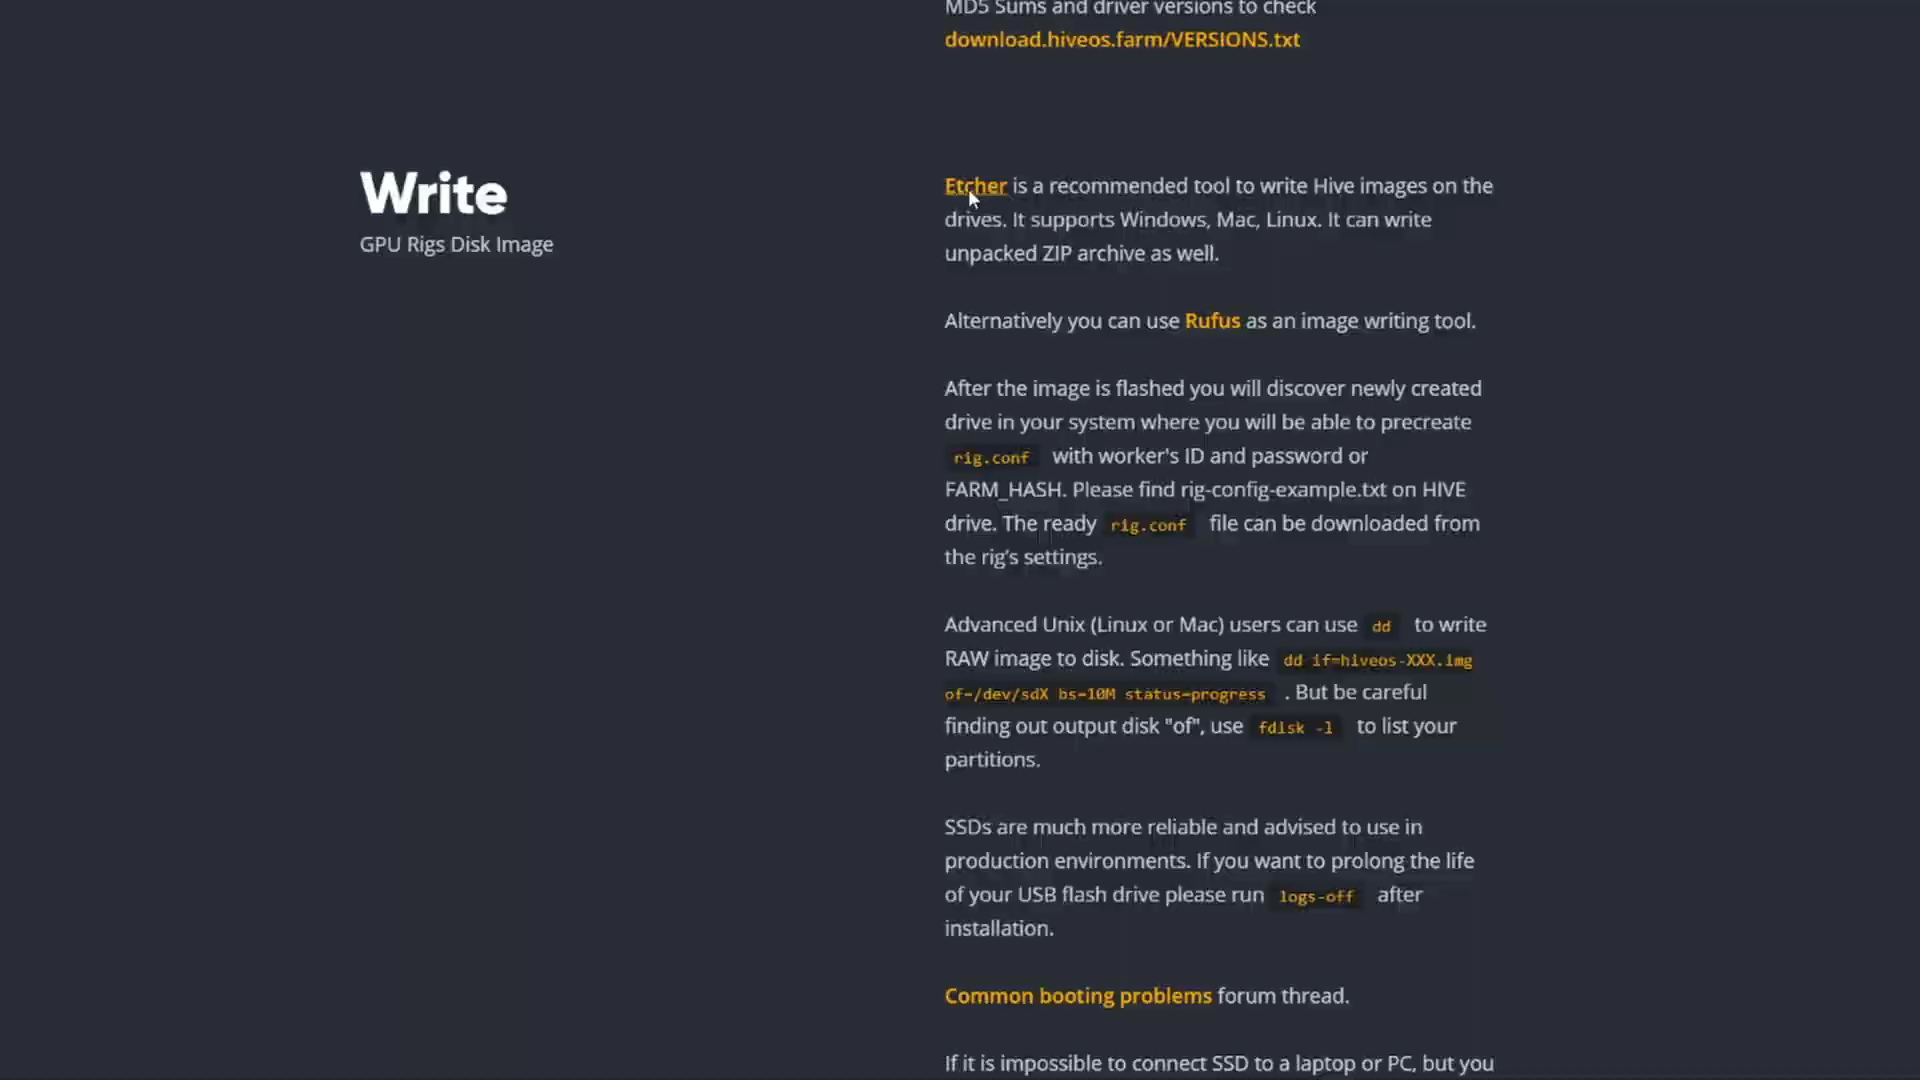 MD5 Sums and driver versions to check
download.hiveos.farm/VERSIONS.txt
Write
GPU Rigs Disk Image
Etcher is a recommended tool to write Hive images on the
drives. It supports Windows, Mac, Linux. It can write
unpacked ZIP archive as well.
Alternatively you can use Rufus as an image writing tool.
After the image is flashed you will discover newly created
drive in your system where you will be able to precreate
rig.conf with worker's ID and password or
FARM_HASH. Please find rig-config-example.txt on HIVE
drive. The ready rig.conf file can be downloaded from
the rig's settings.
Advanced Unix (Linux or Mac) users can use dd to write
RAW image to disk. Something like dd if=hiveos-XXX.img
of=/dev/sdX bs=10M status=progress . But be careful
finding out output disk "of", use fdisk -l to list your
partitions.
SSDs are much more reliable and advised to use in
production environments. If you want to prolong the life
of your USB flash drive please run logs-off after
installation.
Common booting problems forum thread.
If it is impossible to connect SSD to a laptop or PC, but you